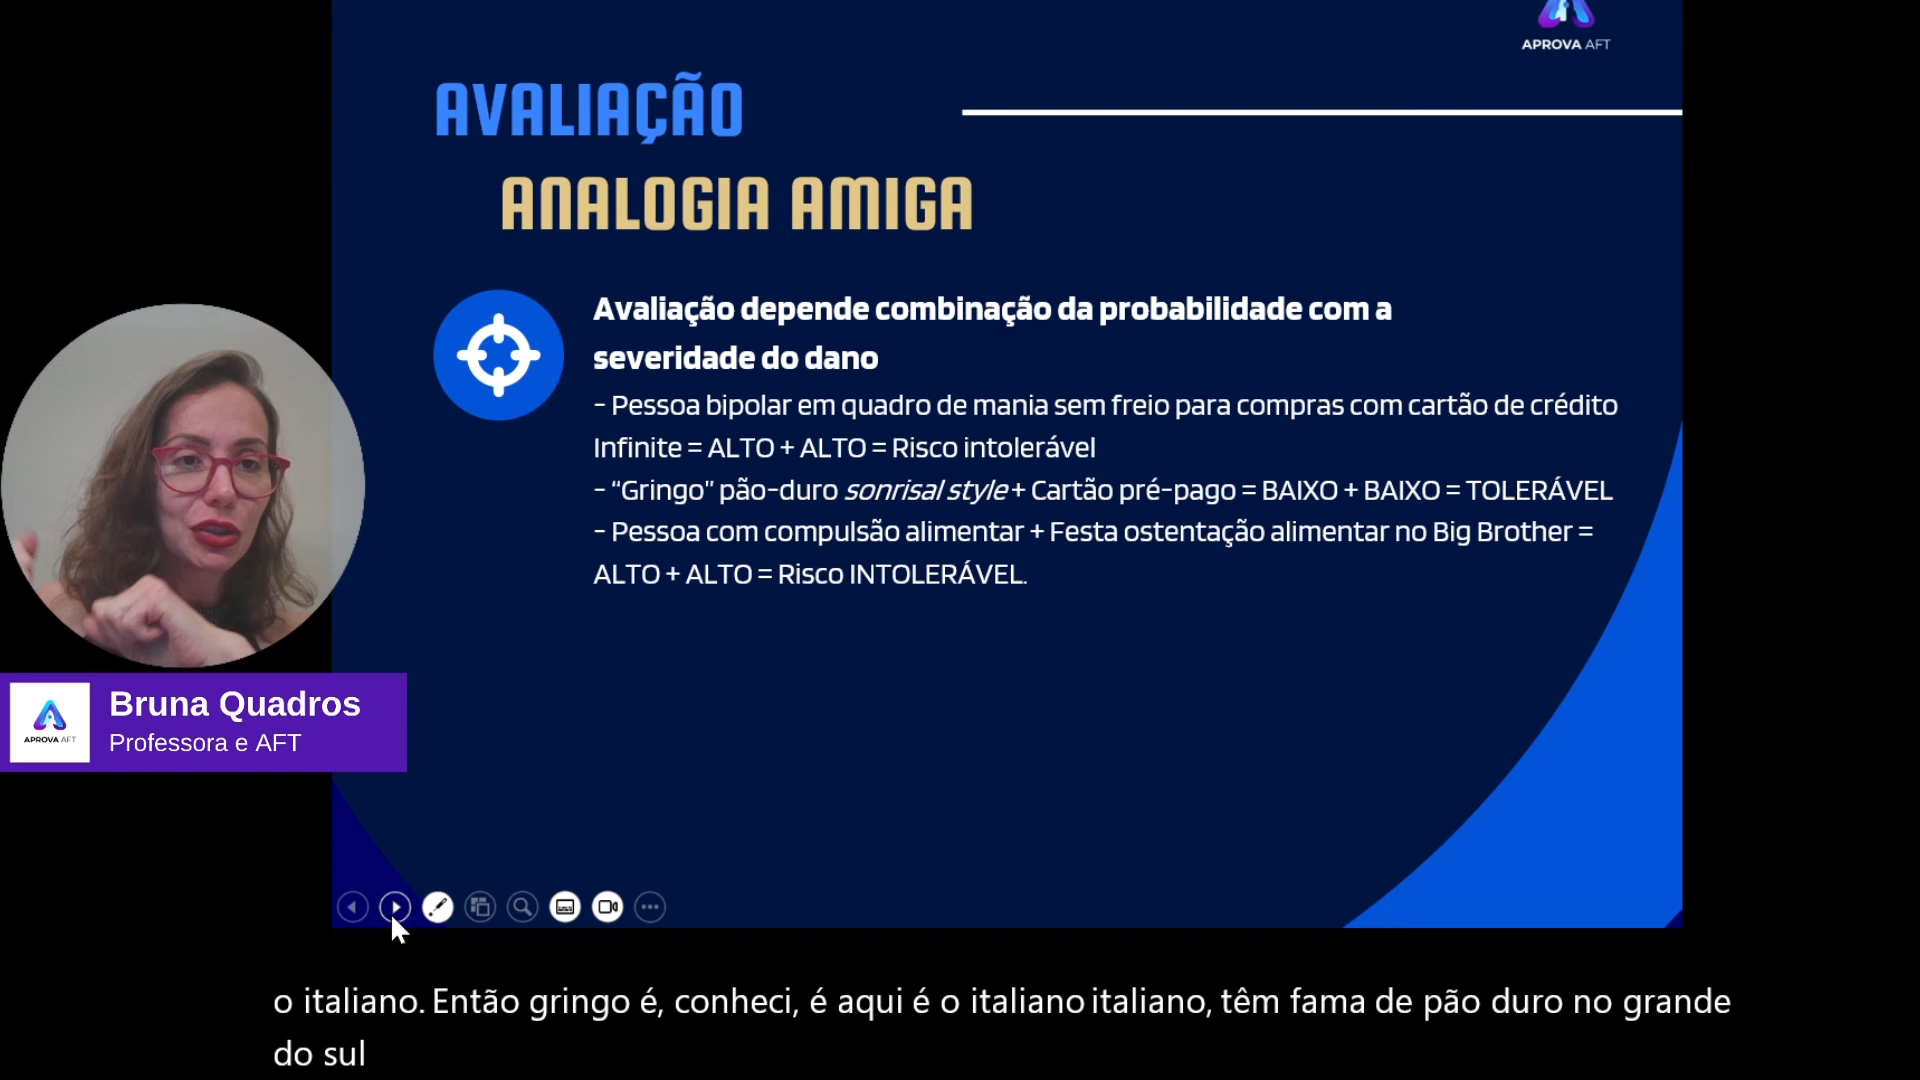 APROVA AFT
AVALIAÇÃO
ANALOGIA AMIGA
Avaliação depende combinação da probabilidade com a
severidade do dano
- Pessoa bipolar em quadro de mania sem freio para compras com cartão de crédito
Infinite = ALTO + ALTO = Risco intolerável
- “Gringo” pão-duro sonrisal style + Cartão pré-pago = BAIXO + BAIXO = TOLERÁVEL
- Pessoa com compulsão alimentar + Festa ostentação alimentar no Big Brother =
ALTO + ALTO = Risco INTOLERÁVEL.
Bruna Quadros
Professora e AFT
APROVA AFT
o italiano. Então gringo é, conheci, é aqui é o italiano italiano, têm fama de pão duro no grande
do sul